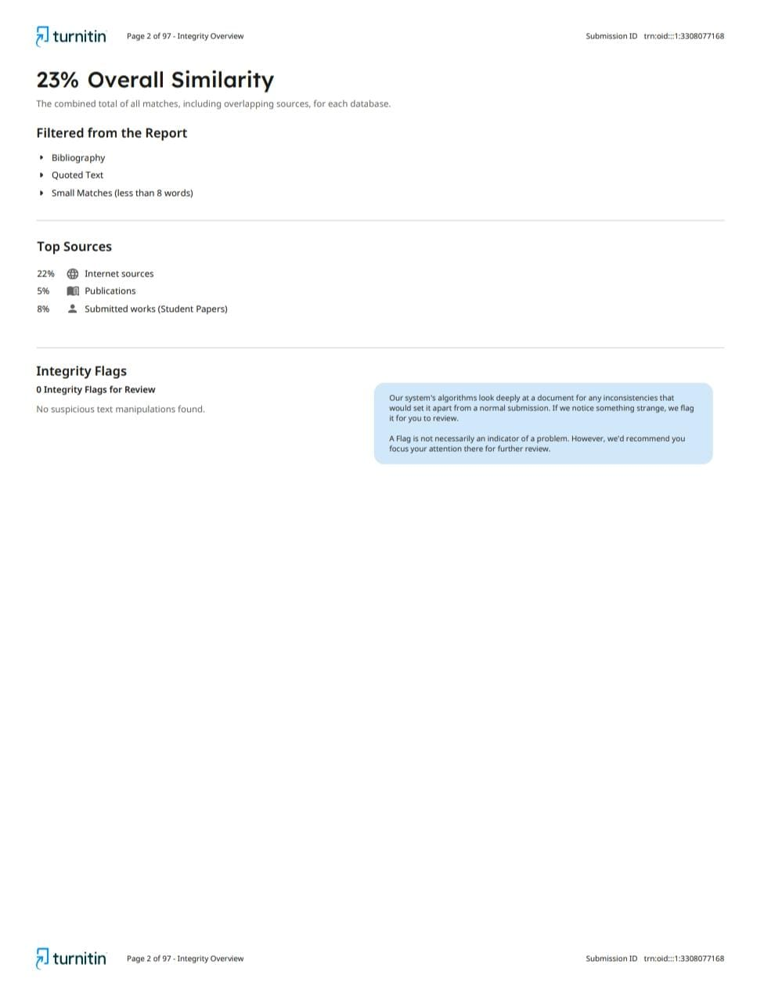 turnitin Page 2 of 97 - Integrity Overview Submission ID trn:oid:::1:3308077168
23% Overall Similarity
The combined total of all matches, including overlapping sources, for each database.
Filtered from the Report
Bibliography
Quoted Text
Small Matches (less than 8 words)
Top Sources
22% Internet sources
5% Publications
8% Submitted works (Student Papers)
Integrity Flags
0 Integrity Flags for Review
No suspicious text manipulations found.
Our system's algorithms look deeply at a document for any inconsistencies that
would set it apart from a normal submission. If we notice something strange, we flag
it for you to review.
A Flag is not necessarily an indicator of a problem. However, we'd recommend you
focus your attention there for further review.
turnitin Page 2 of 97 - Integrity Overview Submission ID trn:oid:::1:3308077168